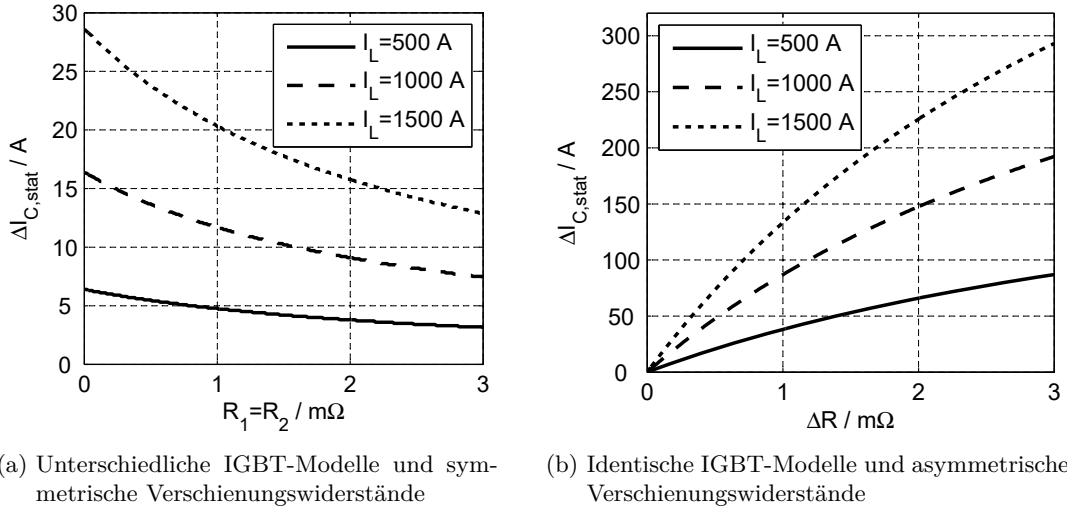 30
25
20
15
10
5
0
ΔI_C,stat / A
I_L=500 A
I_L=1000 A
I_L=1500 A
0 1 2 3
R_1=R_2 / mΩ
300
250
200
150
100
50
0
ΔI_C,stat / A
I_L=500 A
I_L=1000 A
I_L=1500 A
0 1 2 3
ΔR / mΩ
(a) Unterschiedliche IGBT-Modelle und sym-
metrische Verschienungswiderstände
(b) Identische IGBT-Modelle und asymmetrische
Verschienungswiderstände